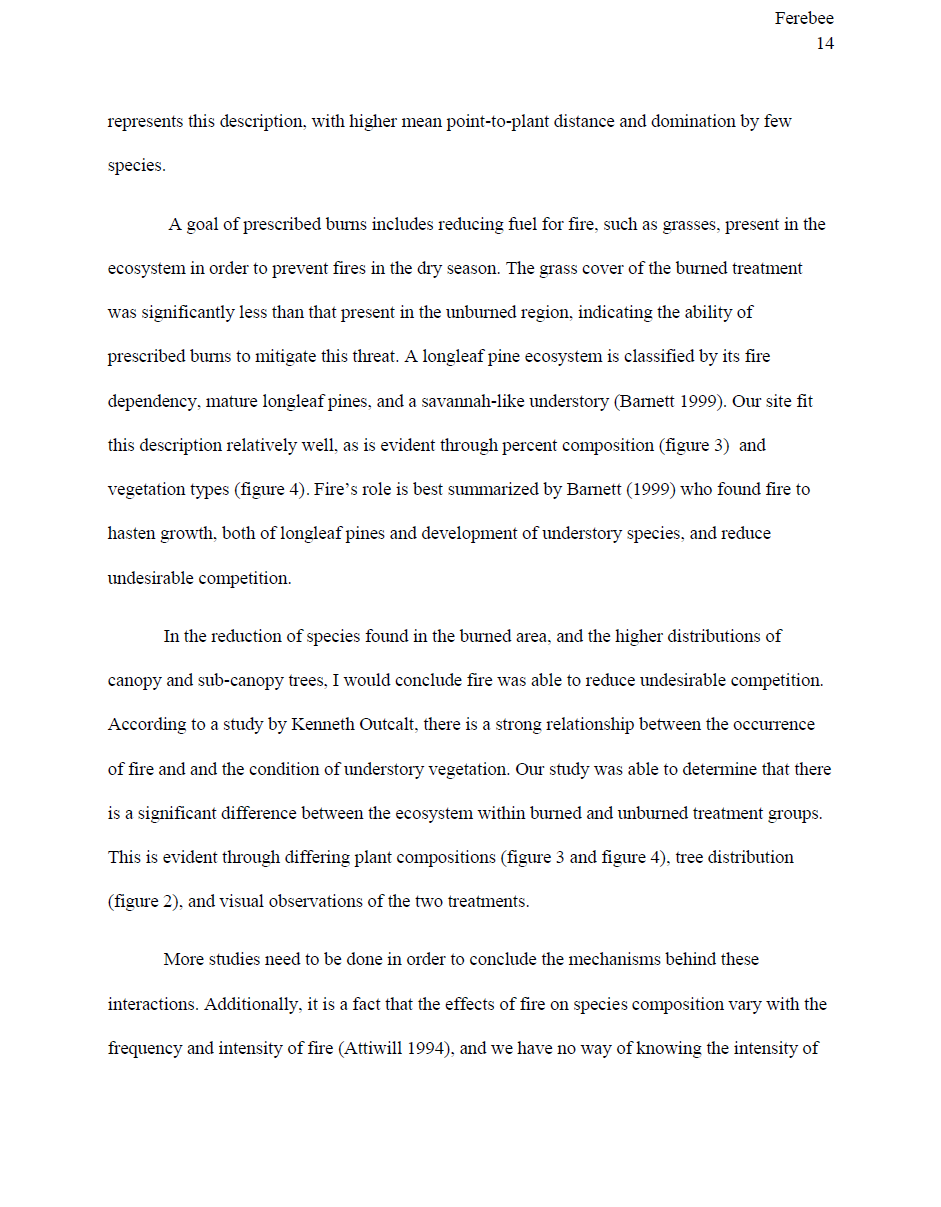 Ferebee
14
represents this description, with higher mean point-to-plant distance and domination by few
species.
A goal of prescribed burns includes reducing fuel for fire, such as grasses, present in the
ecosystem in order to prevent fires in the dry season. The grass cover of the burned treatment
was significantly less than that present in the unburned region, indicating the ability of
prescribed burns to mitigate this threat. A longleaf pine ecosystem is classified by its fire
dependency, mature longleaf pines, and a savannah-like understory (Barnett 1999). Our site fit
this description relatively well, as is evident through percent composition (figure 3)  and
vegetation types (figure 4). Fire’s role is best summarized by Barnett (1999) who found fire to
hasten growth, both of longleaf pines and development of understory species, and reduce
undesirable competition.
In the reduction of species found in the burned area, and the higher distributions of
canopy and sub-canopy trees, I would conclude fire was able to reduce undesirable competition.
According to a study by Kenneth Outcalt, there is a strong relationship between the occurrence
of fire and and the condition of understory vegetation. Our study was able to determine that there
is a significant difference between the ecosystem within burned and unburned treatment groups.
This is evident through differing plant compositions (figure 3 and figure 4), tree distribution
(figure 2), and visual observations of the two treatments.
More studies need to be done in order to conclude the mechanisms behind these
interactions. Additionally, it is a fact that the effects of fire on species composition vary with the
frequency and intensity of fire (Attiwill 1994), and we have no way of knowing the intensity of